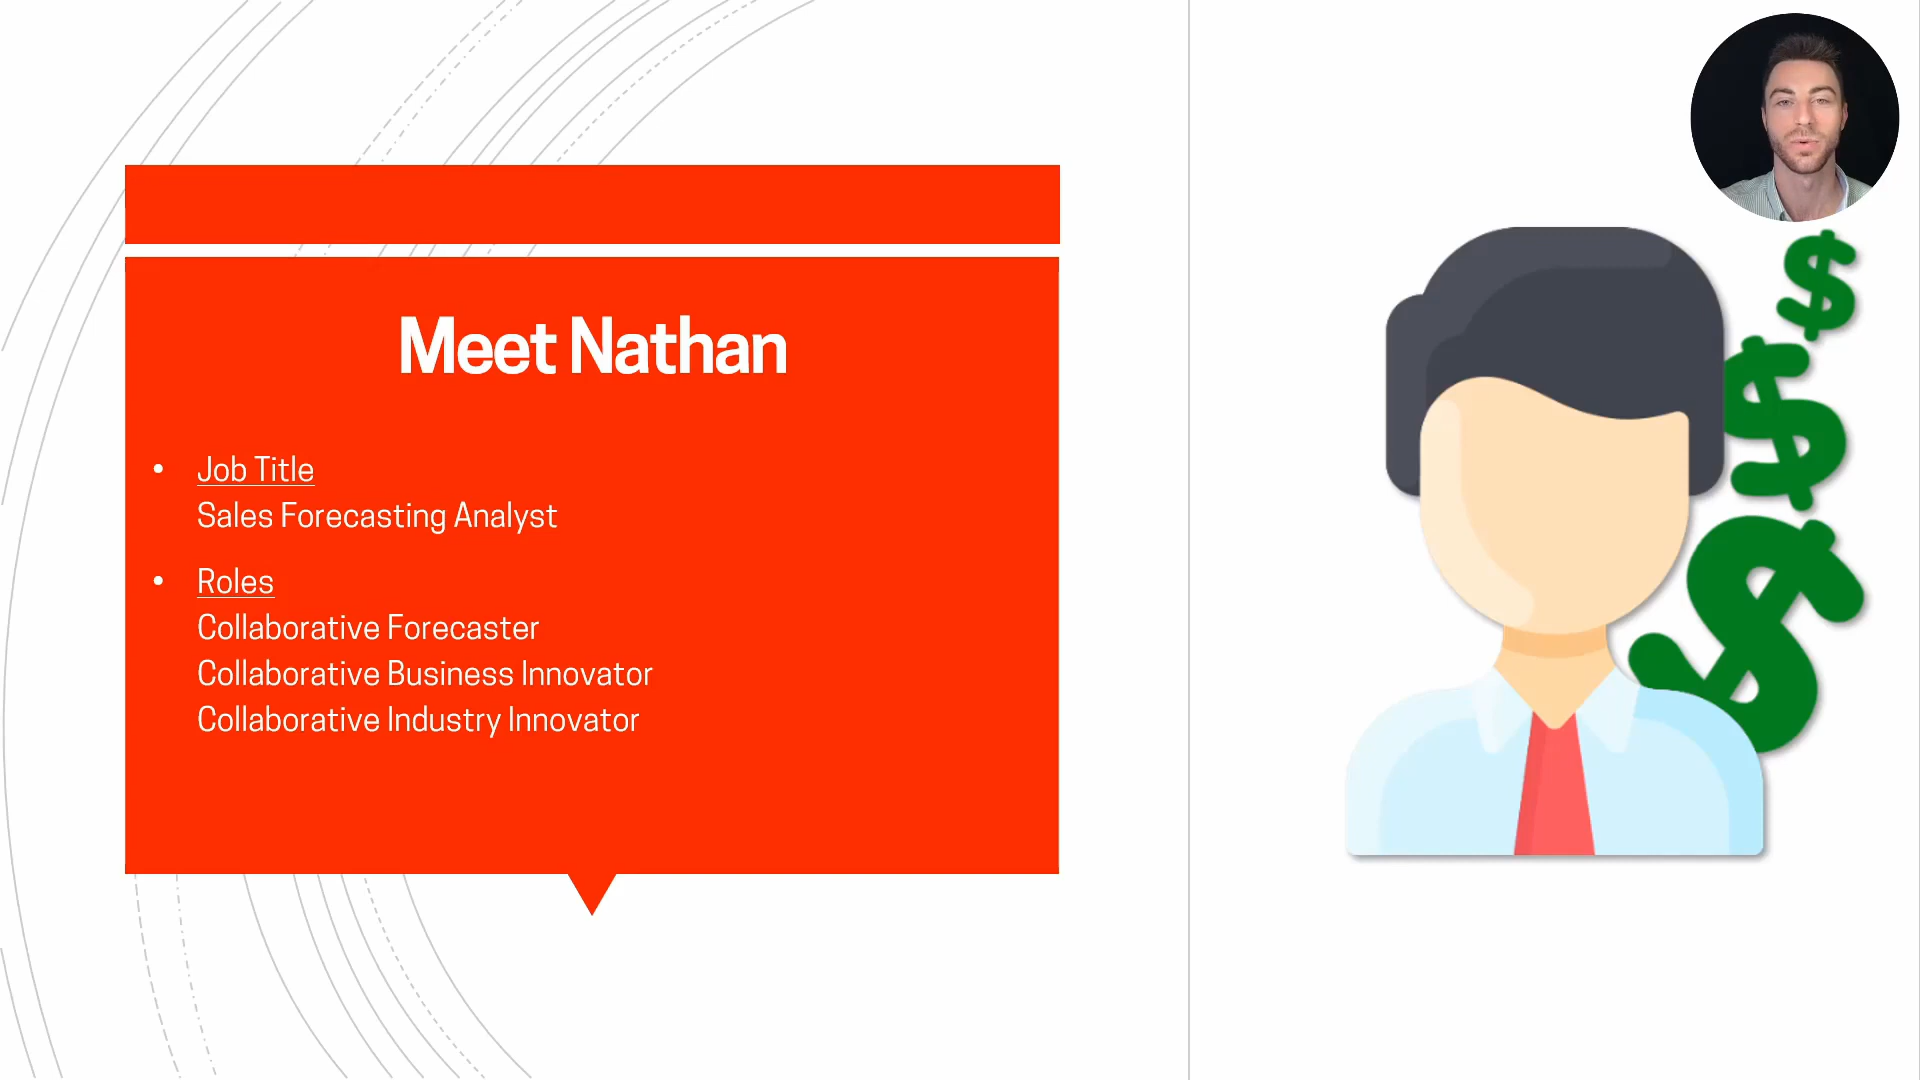 Meet Nathan
• Job Title
Sales Forecasting Analyst
• Roles
Collaborative Forecaster
Collaborative Business Innovator
Collaborative Industry Innovator
$
$
$